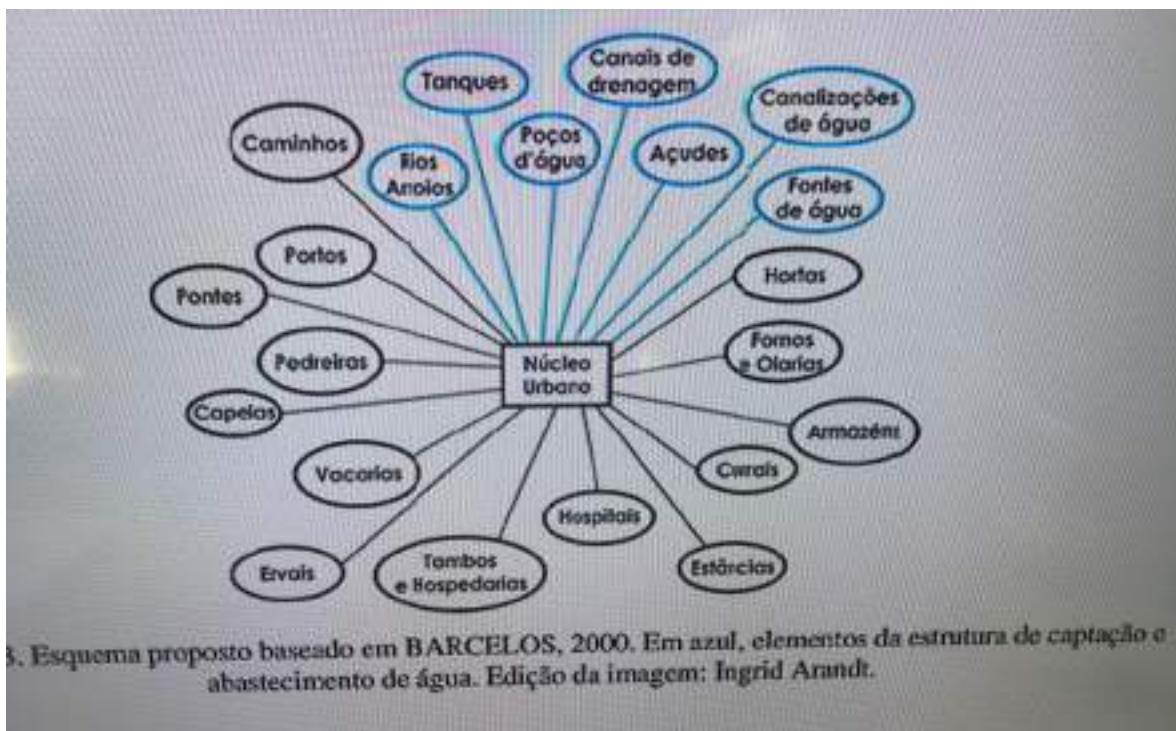 Canais de
drenagem
Tanques
Canalizações
de água
Poços
d'água
Caminhos
Açudes
Rios
Arroios
Fontes
de água
Portos
Hortas
Pontes
Fornos
e Olarias
Pedreiras
Núcleo
Urbano
Capelas
Armazéns
Vacarias
Currais
Hospitais
Ervais
Tambos
e Hospedarias
Estâncias
3. Esquema proposto baseado em BARCELOS, 2000. Em azul, elementos da estrutura de captação e
abastecimento de água. Edição da imagem: Ingrid Arandt.